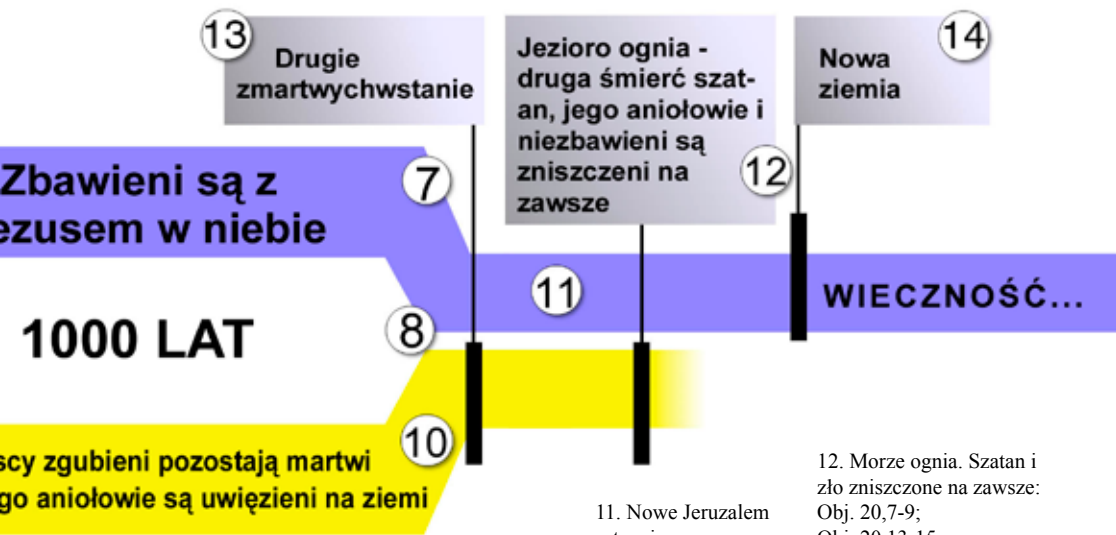 13
Drugie
zmartwychwstanie
Jezioro ognia -
druga śmierć szat-
an, jego aniołowie i
niezbawieni są
zniszczeni na
zawsze
12
14
Nowa
ziemia
Zbawieni są z
ezusem w niebie
7
11
WIECZNOŚĆ...
1000 LAT
8
10
scy zgubieni pozostają martwi
go aniołowie są uwięzieni na ziemi
11. Nowe Jeruzalem
12. Morze ognia. Szatan i
zło zniszczone na zawsze:
Obj. 20,7-9;